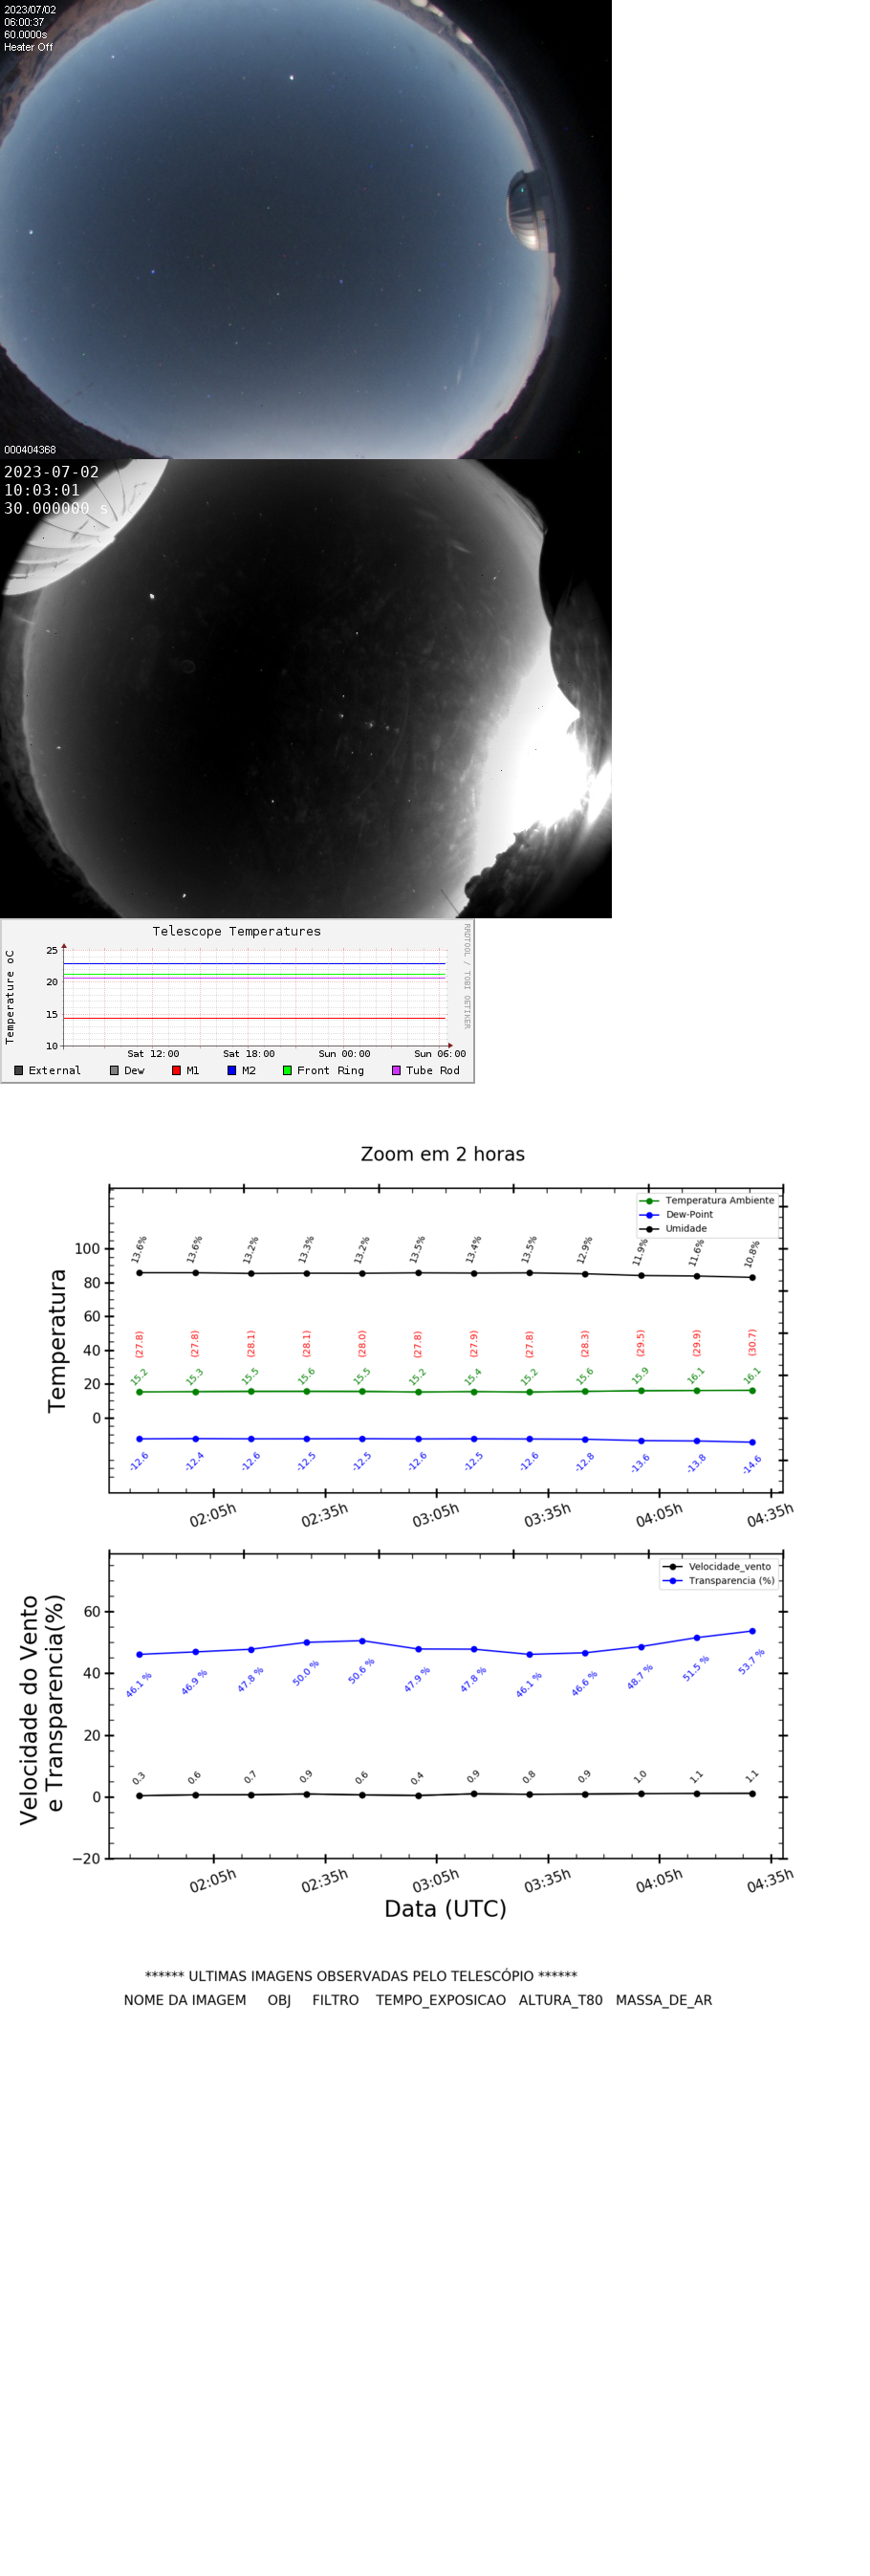 2023/07/02
06:00:37
60.0000s
Heater Off
000404368
2023-07-02
10:03:01
30.000000 s
Telescope Temperatures
RRDTOOL / TOBI OETIKER
Temperature oC
25
20
15
10
Sat 12:00 Sat 18:00 Sun 00:00 Sun 06:00
External Dew M1 M2 Front Ring Tube Rod
Zoom em 2 horas
Temperatura Ambiente
Dew-Point
Umidade
Temperatura
100
80
60
40
20
0
13.6% 13.6% 13.2% 13.3% 13.2% 13.5% 13.4% 13.5% 12.9% 11.9% 11.6% 10.8%
(27.8) (27.8) (28.1) (28.1) (28.0) (27.8) (27.9) (27.8) (28.3) (29.5) (29.9) (30.7)
15.2 15.3 15.5 15.6 15.5 15.2 15.4 15.2 15.6 15.9 16.1 16.1
-12.6 -12.4 -12.6 -12.5 -12.5 -12.6 -12.5 -12.6 -12.8 -13.6 -13.8 -14.6
02:05h 02:35h 03:05h 03:35h 04:05h 04:35h
Velocidade_vento
Transparencia (%)
Velocidade do Vento
e Transparencia(%)
60
40
20
0
−20
46.1 % 46.9 % 47.8 % 50.0 % 50.6 % 47.9 % 47.8 % 46.1 % 46.6 % 48.7 % 51.5 % 53.7 %
0.3 0.6 0.7 0.9 0.6 0.4 0.9 0.8 0.9 1.0 1.1 1.1
02:05h 02:35h 03:05h 03:35h 04:05h 04:35h
Data (UTC)
****** ULTIMAS IMAGENS OBSERVADAS PELO TELESCÓPIO ******
NOME DA IMAGEM OBJ FILTRO TEMPO_EXPOSICAO ALTURA_T80 MASSA_DE_AR